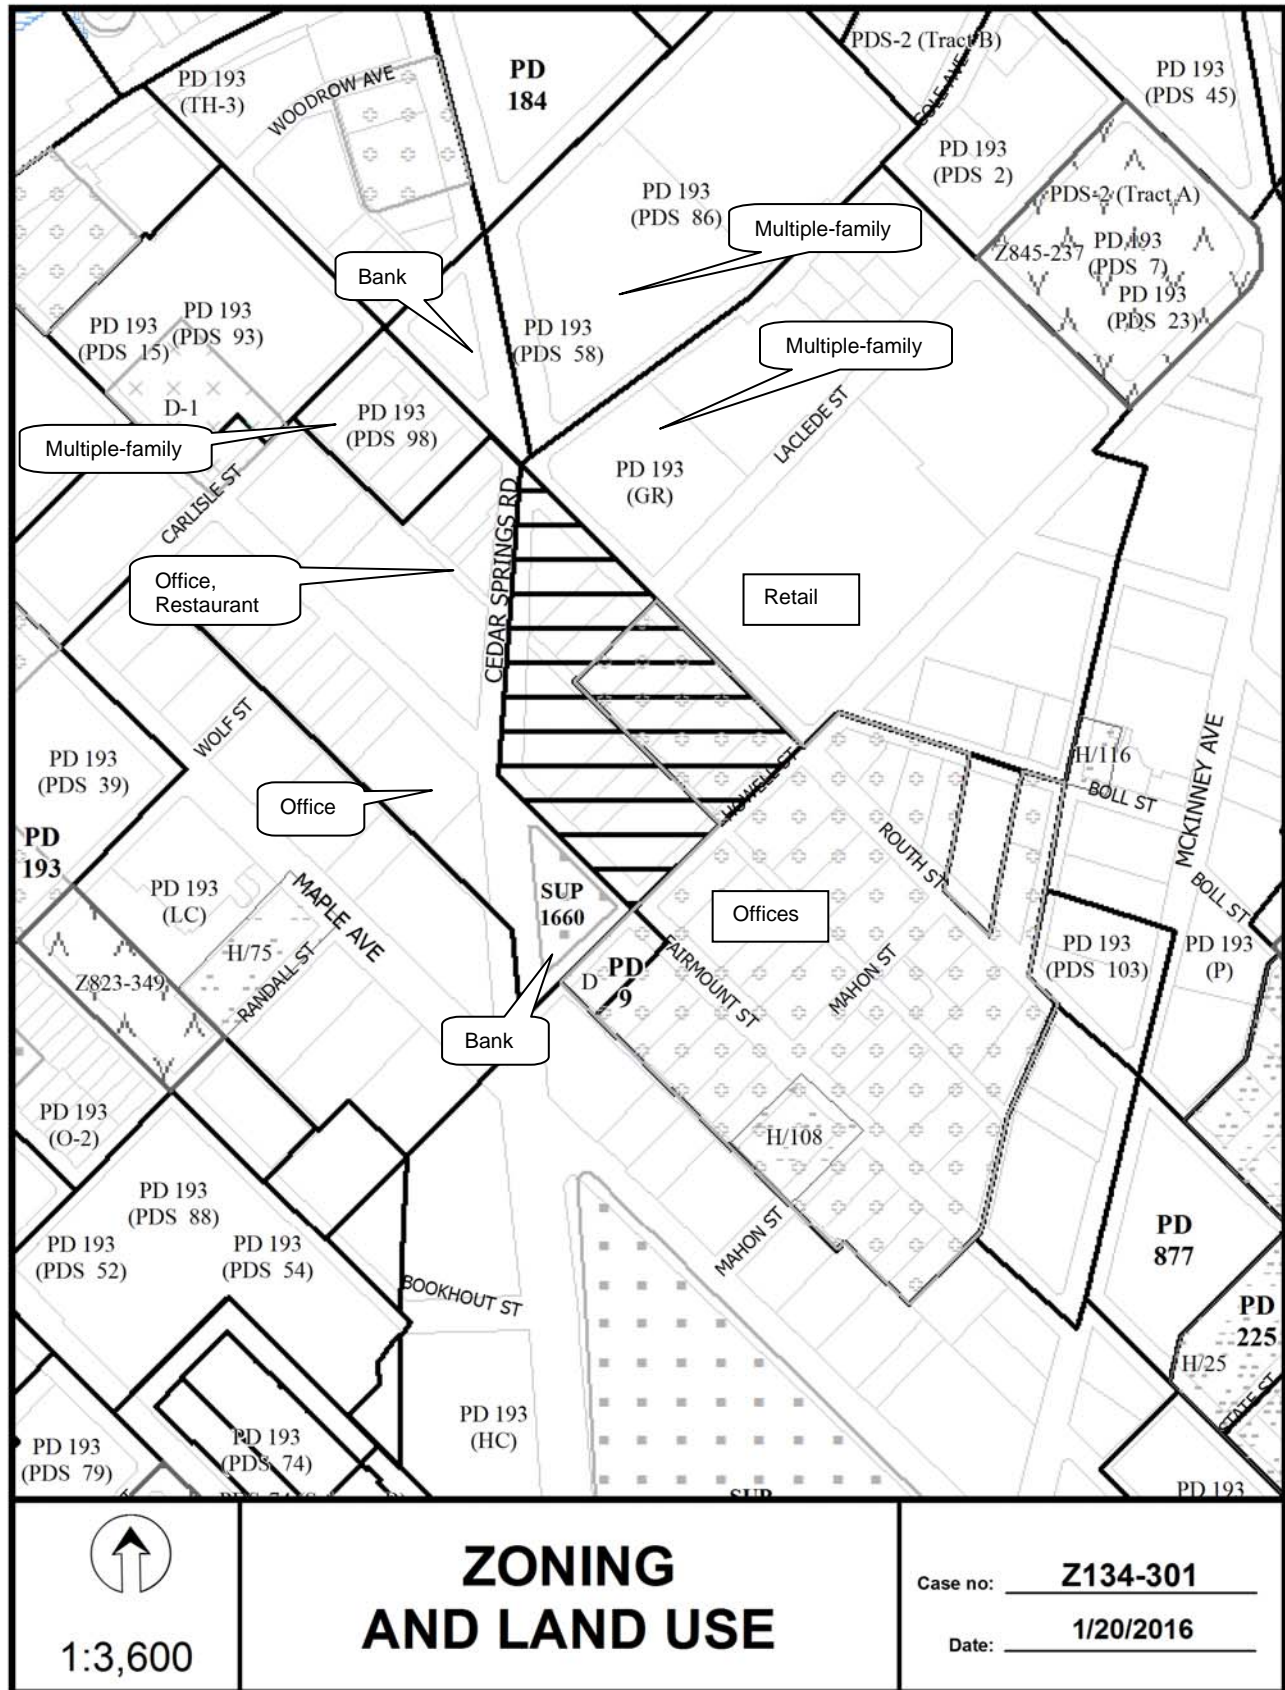 PD 193
(TH-3)
WOODROW AVE
PD
184
PDS-2 (Tract B)
COLE AVE
PD 193
(PDS 45)
PD 193
(PDS 2)
PD 193
(PDS 86)
PDS-2 (Tract A)
Z845-237
PD 193
(PDS 7)
PD 193
(PDS 23)
Multiple-family
Bank
PD 193
(PDS 15)
PD 193
(PDS 93)
PD 193
(PDS 58)
Multiple-family
D-1
PD 193
(PDS 98)
Multiple-family
LACLEDE ST
CARLISLE ST
PD 193
(GR)
CEDAR SPRINGS RD
Office,
Restaurant
Retail
WOLF ST
PD 193
(PDS 39)
Office
HOWELL ST
H/116
BOLL ST
MCKINNEY AVE
PD
193
ROUTH ST
BOLL ST
PD 193
(LC)
MAPLE AVE
SUP
1660
Offices
H/75
RANDALL ST
Z823-349
D
PD
9
FAIRMOUNT ST
MAHON ST
PD 193
(PDS 103)
PD 193
(P)
Bank
PD 193
(O-2)
H/108
PD 193
(PDS 88)
PD 193
(PDS 52)
PD 193
(PDS 54)
MAHON ST
PD
877
BOOKHOUT ST
PD
225
H/25
STATE ST
PD 193
(HC)
PD 193
(PDS 79)
PD 193
(PDS 74)
SUP
PD 193
1:3,600
ZONING
AND LAND USE
Case no: Z134-301
Date: 1/20/2016